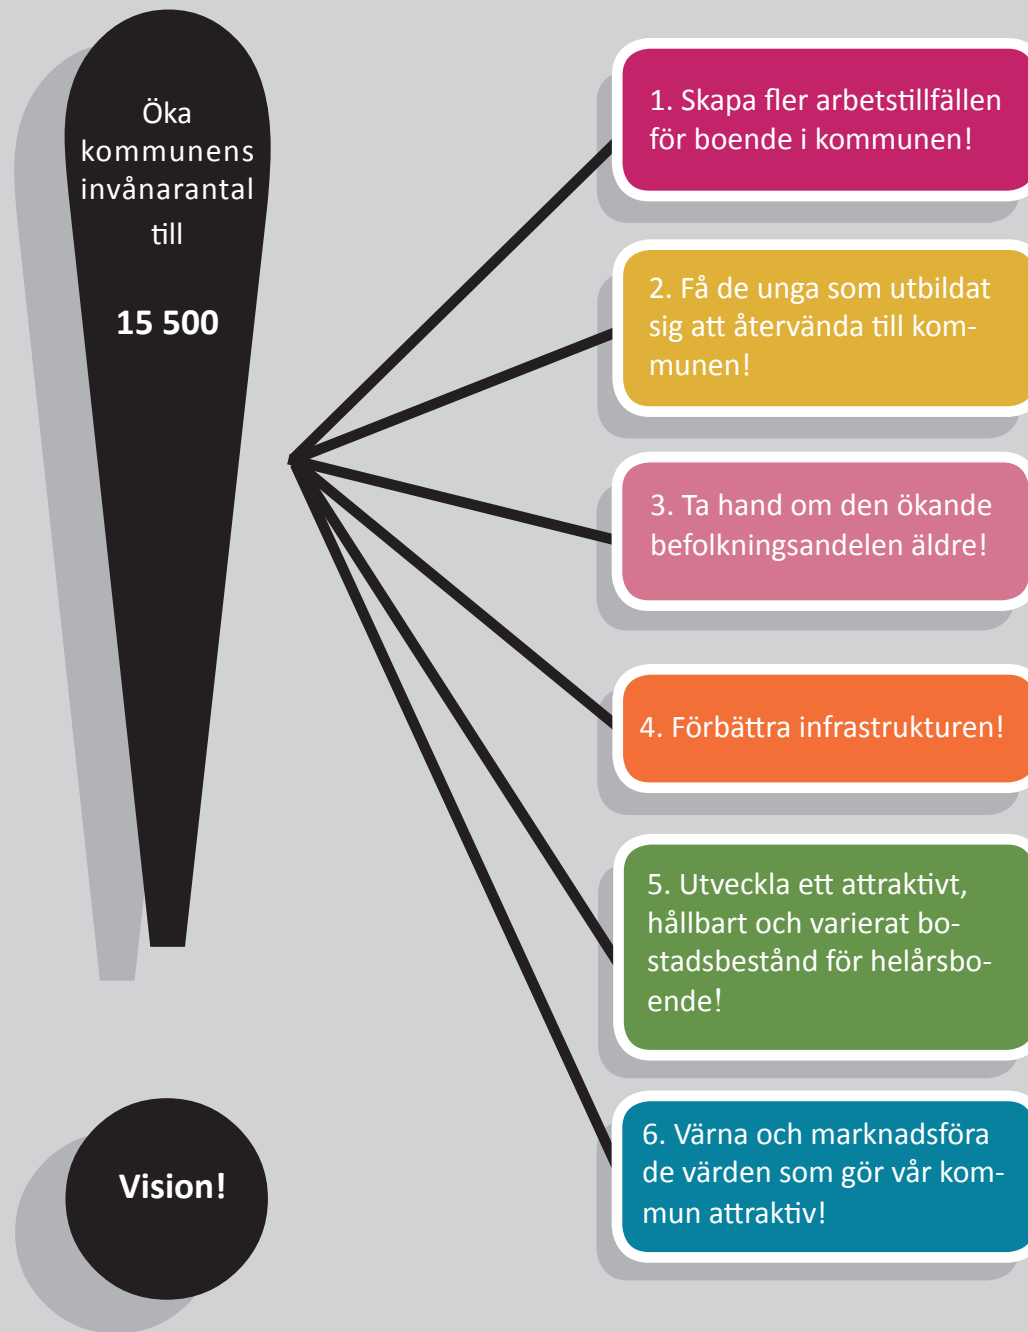 Öka
kommunens
invånarantal
till
15 500
Vision!
1. Skapa fler arbetstillfällen
för boende i kommunen!
2. Få de unga som utbildat
sig att återvända till kom-
munen!
3. Ta hand om den ökande
befolkningsandelen äldre!
4. Förbättra infrastrukturen!
5. Utveckla ett attraktivt,
hållbart och varierat bo-
stadsbestånd för helårsbo-
ende!
6. Värna och marknadsföra
de värden som gör vår kom-
mun attraktiv!